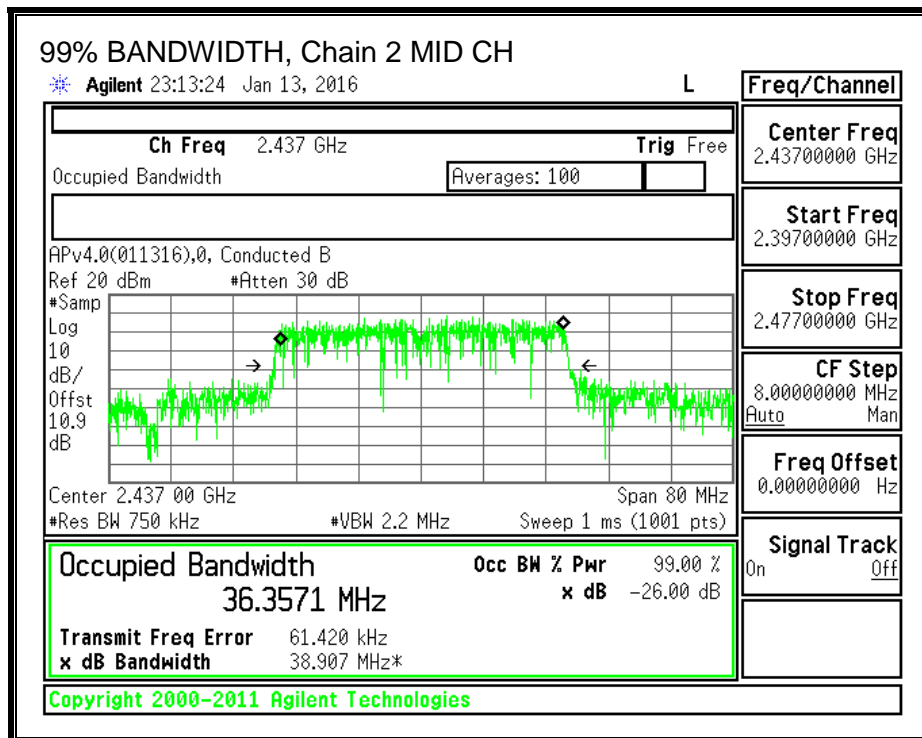 99% BANDWIDTH, Chain 2 MID CH
Agilent 23:13:24 Jan 13, 2016 L
Freq/Channel
Ch Freq 2.437 GHz Trig Free
Occupied Bandwidth Averages: 100
APv4.0(011316),0, Conducted B
Ref 20 dBm #Atten 30 dB
#Samp
Log
10
dB/
Offst
10.9
dB
Center 2.437 00 GHz Span 80 MHz
#Res BW 750 kHz #VBW 2.2 MHz Sweep 1 ms (1001 pts)
Occupied Bandwidth Occ BW % Pwr 99.00 %
36.3571 MHz x dB -26.00 dB
Transmit Freq Error 61.420 kHz
x dB Bandwidth 38.907 MHz*
Copyright 2000-2011 Agilent Technologies
Center Freq
2.43700000 GHz
Start Freq
2.39700000 GHz
Stop Freq
2.47700000 GHz
CF Step
8.00000000 MHz
Auto Man
Freq Offset
0.00000000 Hz
Signal Track
On Off